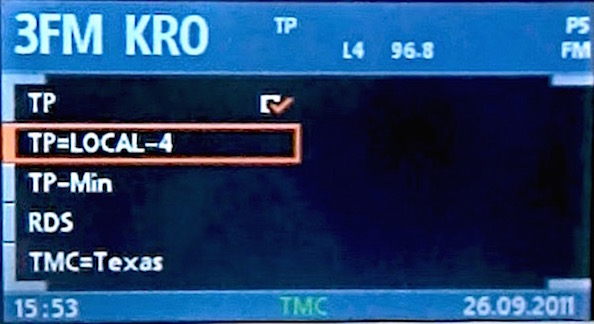 3FM KRO TP P5
L4 96.8 FM
TP
TP=LOCAL-4
TP-Min
RDS
TMC=Texas
15:53 TMC 26.09.2011